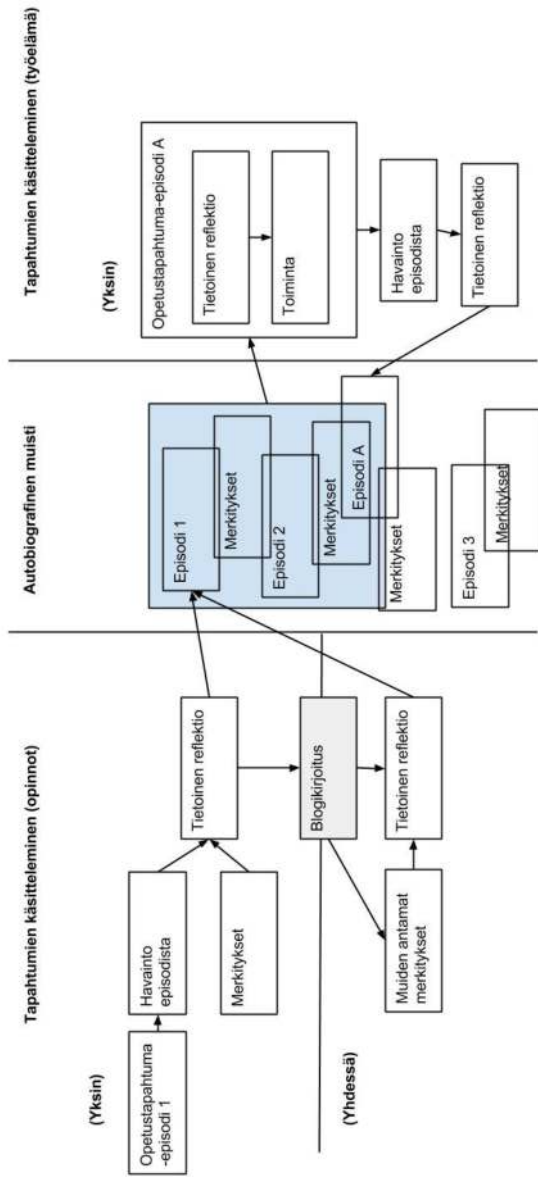 Tapahtumien käsitteleminen (opinnot)
(Yksin)
Opetustapahtuma
-episodi 1
Havainto
episodista
Merkitykset
Tietoinen reflektio
Blogikirjoitus
(Yhdessä)
Muiden antamat
merkitykset
Tietoinen reflektio
Autobiografinen muisti
Episodi 1
Merkitykset
Episodi 2
Merkitykset
Episodi A
Merkitykset
Episodi 3
Merkitykset
Tapahtumien käsitteleminen (työelämä)
(Yksin)
Opetustapahtuma-episodi A
Tietoinen reflektio
Toiminta
Havainto
episodista
Tietoinen reflektio